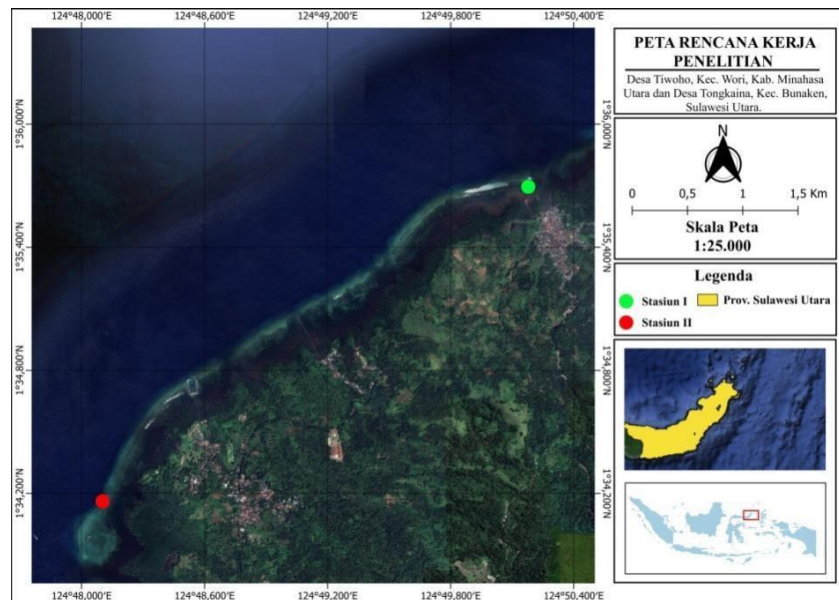 124°48,000'E 124°48,600'E 124°49,200'E 124°49,800'E 124°50,400'E
1°36,000'N
1°35,400'N
1°34,800'N
1°34,200'N
1°36,000'N
1°35,400'N
1°34,800'N
1°34,200'N
124°48,000'E 124°48,600'E 124°49,200'E 124°49,800'E 124°50,400'E
PETA RENCANA KERJA
PENELITIAN
Desa Tiwoho, Kec. Wori, Kab. Minahasa
Utara dan Desa Tongkaina, Kec. Bunaken,
Sulawesi Utara.
N
0 0,5 1 1,5 Km
Skala Peta
1:25.000
Legenda
Stasiun I Prov. Sulawesi Utara
Stasiun II